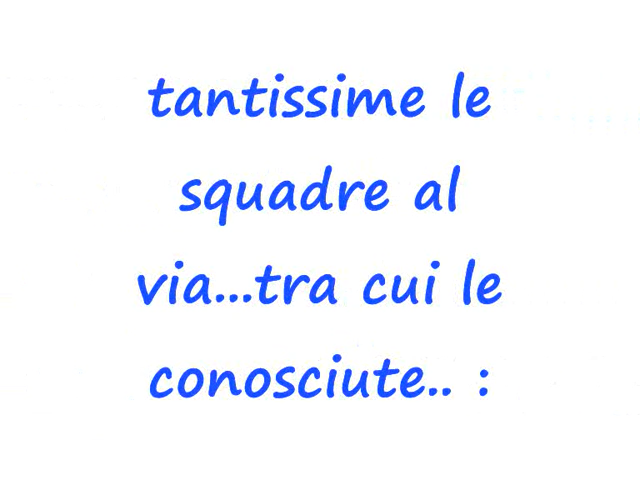 tantissime le
squadre al
via...tra cui le
conosciute.. :